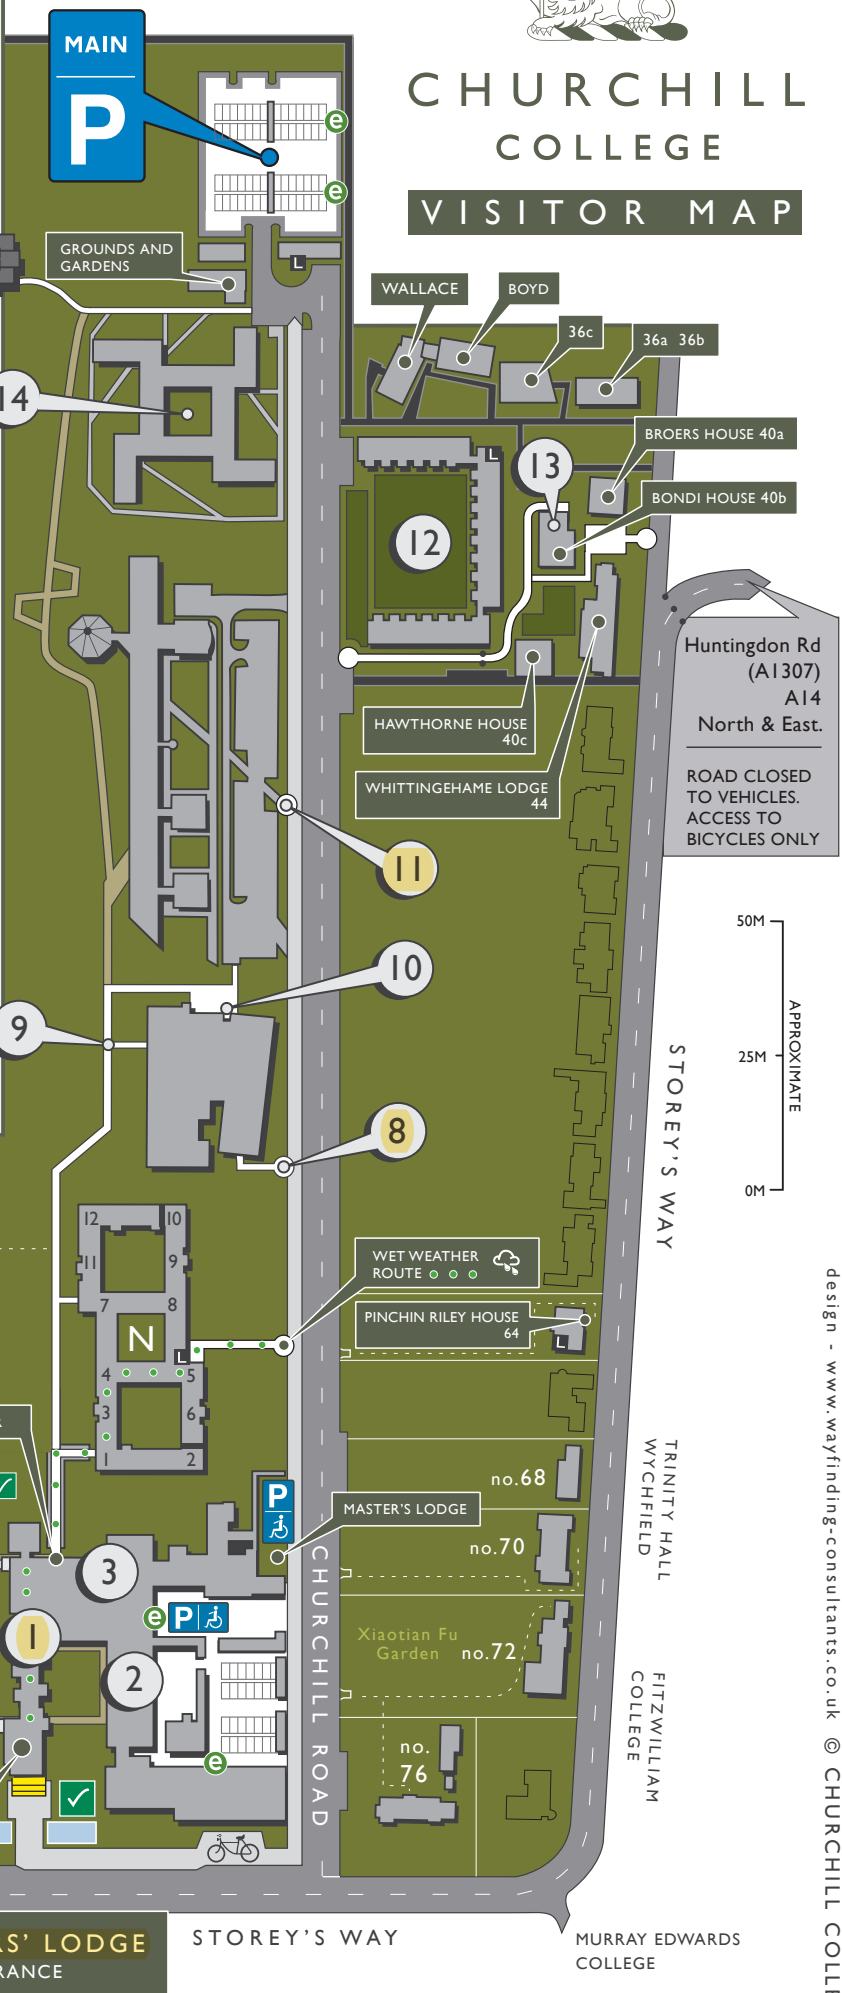 MAIN
P
CHURCHILL
COLLEGE
VISITOR MAP
e
e
GROUNDS AND
GARDENS
L
WALLACE
BOYD
36c
36a 36b
14
BROERS HOUSE 40a
L
13
BONDI HOUSE 40b
12
Huntingdon Rd
(A1307)
A14
North & East.
ROAD CLOSED
TO VEHICLES.
ACCESS TO
BICYCLES ONLY
HAWTHORNE HOUSE
40c
WHITTINGEHAME LODGE
44
11
50M
25M
0M
APPROXIMATE
10
9
STOREY'S WAY
8
12
10
11
9
7
8
N
L
4
5
3
6
1
2
WET WEATHER
ROUTE
PINCHIN RILEY HOUSE
64
L
no.68
TRINITY HALL
WYCHFIELD
P
MASTER'S LODGE
no.70
3
e
P
1
2
Xiaotian Fu
Garden
no.72
CHURCHILL ROAD
FITZWILLIAM
COLLEGE
no.
76
e
S' LODGE
RANCE
STOREY'S WAY
MURRAY EDWARDS
COLLEGE
design - www.wayfinding-consultants.co.uk © CHURCHILL COLLE